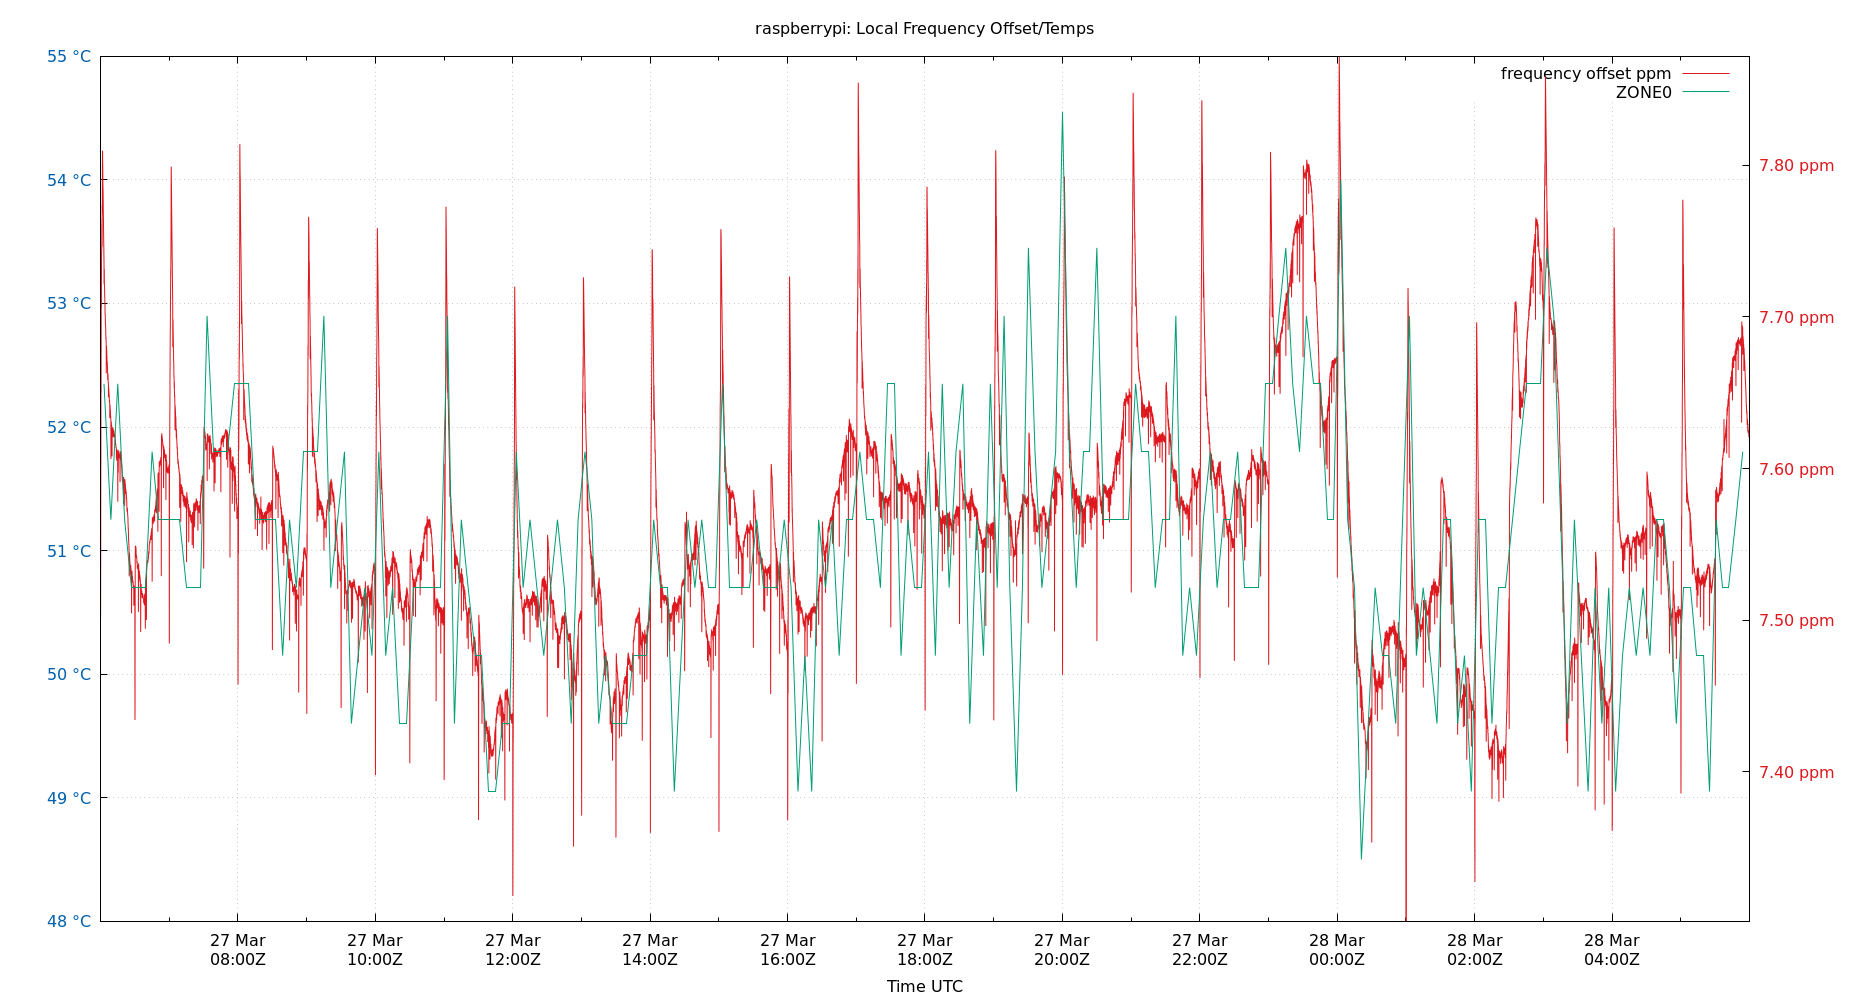 raspberrypi: Local Frequency Offset/Temps
55 °C
54 °C
53 °C
52 °C
51 °C
50 °C
49 °C
48 °C
frequency offset ppm
ZONE0
7.80 ppm
7.70 ppm
7.60 ppm
7.50 ppm
7.40 ppm
27 Mar
08:00Z
27 Mar
10:00Z
27 Mar
12:00Z
27 Mar
14:00Z
27 Mar
16:00Z
27 Mar
18:00Z
27 Mar
20:00Z
27 Mar
22:00Z
28 Mar
00:00Z
28 Mar
02:00Z
28 Mar
04:00Z
Time UTC